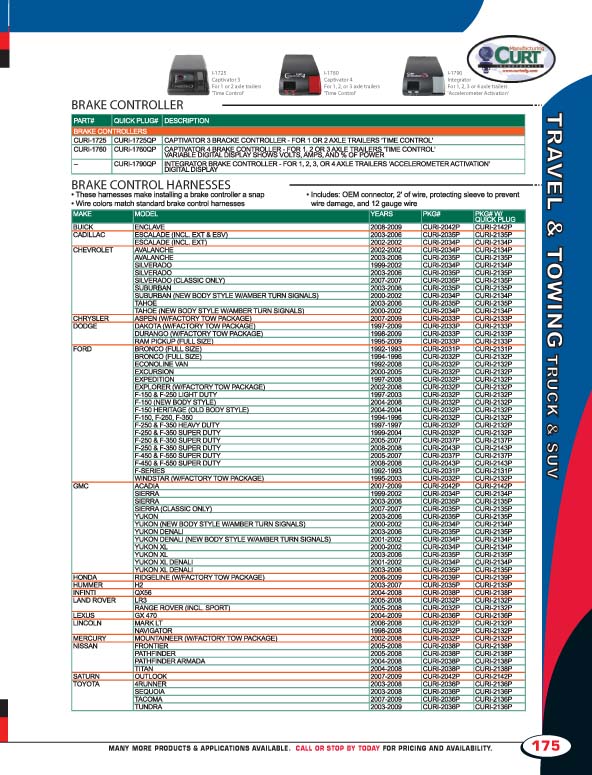 I-1725
Captivator 3
For 1 or 2 axle trailers
'Time Control'
I-1760
Captivator 4
For 1, 2, or 3 axle trailers
'Time Control'
I-1790
Integrator
For 1, 2, 3 or 4 axle trailers
'Accelerometer Activation'
Manufacturing
CURT
INCORPORATED
www.curtmfg.com
BRAKE CONTROLLER
PART# QUICK PLUG# DESCRIPTION
BRAKE CONTROLLERS
CURI-1725 CURI-1725QP CAPTIVATOR 3 BRACKE CONTROLLER - FOR 1 OR 2 AXLE TRAILERS 'TIME CONTROL'
CURI-1760 CURI-1760QP CAPTIVATOR 4 BRAKE CONTROLLER - FOR 1, 2 OR 3 AXLE TRAILERS 'TIME CONTROL'
VARIABLE DIGITAL DISPLAY SHOWS VOLTS, AMPS, AND % OF POWER
-- CURI-1790QP INTEGRATOR BRAKE CONTROLLER - FOR 1, 2, 3, OR 4 AXLE TRAILERS 'ACCELEROMETER ACTIVATION'
DIGITAL DISPLAY
BRAKE CONTROL HARNESSES
• These harnesses make installing a brake controller a snap
• Wire colors match standard brake control harnesses
• Includes: OEM connector, 2' of wire, protecting sleeve to prevent
wire damage, and 12 gauge wire
MAKE MODEL YEARS PKG# PKG# W/
QUICK PLUG
BUICK ENCLAVE 2008-2009 CURI-2042P CURI-2142P
CADILLAC ESCALADE (INCL. EXT & ESV) 2003-2006 CURI-2035P CURI-2135P
ESCALADE (INCL. EXT) 2002-2002 CURI-2034P CURI-2134P
CHEVROLET AVALANCHE 2002-2002 CURI-2034P CURI-2134P
AVALANCHE 2003-2006 CURI-2035P CURI-2135P
SILVERADO 1999-2002 CURI-2034P CURI-2134P
SILVERADO 2003-2006 CURI-2035P CURI-2135P
SILVERADO (CLASSIC ONLY) 2007-2007 CURI-2035P CURI-2135P
SUBURBAN 2003-2006 CURI-2035P CURI-2135P
SUBURBAN (NEW BODY STYLE W/AMBER TURN SIGNALS) 2000-2002 CURI-2034P CURI-2134P
TAHOE 2003-2006 CURI-2035P CURI-2135P
TAHOE (NEW BODY STYLE W/AMBER TURN SIGNALS) 2000-2002 CURI-2034P CURI-2134P
CHRYSLER ASPEN (W/FACTORY TOW PACKAGE) 2007-2009 CURI-2033P CURI-2133P
DODGE DAKOTA (W/FACTORY TOW PACKAGE) 1997-2009 CURI-2033P CURI-2133P
DURANGO (W/FACTORY TOW PACKAGE) 1998-2009 CURI-2033P CURI-2133P
RAM PICKUP (FULL SIZE) 1995-2009 CURI-2033P CURI-2133P
FORD BRONCO (FULL SIZE) 1992-1993 CURI-2031P CURI-2131P
BRONCO (FULL SIZE) 1994-1996 CURI-2032P CURI-2132P
ECONOLINE VAN 1992-2008 CURI-2032P CURI-2132P
EXCURSION 2000-2005 CURI-2032P CURI-2132P
EXPEDITION 1997-2008 CURI-2032P CURI-2132P
EXPLORER (W/FACTORY TOW PACKAGE) 2002-2008 CURI-2032P CURI-2132P
F-150 & F-250 LIGHT DUTY 1997-2003 CURI-2032P CURI-2132P
F-150 (NEW BODY STYLE) 2004-2008 CURI-2032P CURI-2132P
F-150 HERITAGE (OLD BODY STYLE) 2004-2004 CURI-2032P CURI-2132P
F-150, F-250, F-350 1994-1996 CURI-2032P CURI-2132P
F-250 & F-350 HEAVY DUTY 1997-1997 CURI-2032P CURI-2132P
F-250 & F-350 SUPER DUTY 1999-2004 CURI-2032P CURI-2132P
F-250 & F-350 SUPER DUTY 2005-2007 CURI-2037P CURI-2137P
F-250 & F-350 SUPER DUTY 2008-2008 CURI-2043P CURI-2143P
F-450 & F-550 SUPER DUTY 2005-2007 CURI-2037P CURI-2137P
F-450 & F-550 SUPER DUTY 2008-2008 CURI-2043P CURI-2143P
F-SERIES 1992-1993 CURI-2031P CURI-2131P
WINDSTAR (W/FACTORY TOW PACKAGE) 1995-2003 CURI-2032P CURI-2132P
GMC ACADIA 2007-2009 CURI-2042P CURI-2142P
SIERRA 1999-2002 CURI-2034P CURI-2134P
SIERRA 2003-2006 CURI-2035P CURI-2135P
SIERRA (CLASSIC ONLY) 2007-2007 CURI-2035P CURI-2135P
YUKON 2003-2006 CURI-2035P CURI-2135P
YUKON (NEW BODY STYLE W/AMBER TURN SIGNALS) 2000-2002 CURI-2034P CURI-2134P
YUKON DENALI 2003-2006 CURI-2035P CURI-2135P
YUKON DENALI (NEW BODY STYLE W/AMBER TURN SIGNALS) 2001-2002 CURI-2034P CURI-2134P
YUKON XL 2000-2002 CURI-2034P CURI-2134P
YUKON XL 2003-2006 CURI-2035P CURI-2135P
YUKON XL DENALI 2001-2002 CURI-2034P CURI-2134P
YUKON XL DENALI 2003-2006 CURI-2035P CURI-2135P
HONDA RIDGELINE (W/FACTORY TOW PACKAGE) 2006-2009 CURI-2039P CURI-2139P
HUMMER H2 2003-2007 CURI-2035P CURI-2135P
INFINTI QX56 2004-2008 CURI-2038P CURI-2138P
LAND ROVER LR3 2005-2008 CURI-2032P CURI-2132P
RANGE ROVER (INCL. SPORT) 2005-2008 CURI-2032P CURI-2132P
LEXUS GX 470 2004-2009 CURI-2036P CURI-2136P
LINCOLN MARK LT 2006-2008 CURI-2032P CURI-2132P
NAVIGATOR 1998-2008 CURI-2032P CURI-2132P
MERCURY MOUNTAINEER (W/FACTORY TOW PACKAGE) 2002-2008 CURI-2032P CURI-2132P
NISSAN FRONTIER 2005-2008 CURI-2038P CURI-2138P
PATHFINDER 2005-2008 CURI-2038P CURI-2138P
PATHFINDER ARMADA 2004-2008 CURI-2038P CURI-2138P
TITAN 2004-2008 CURI-2038P CURI-2138P
SATURN OUTLOOK 2007-2009 CURI-2042P CURI-2142P
TOYOTA 4RUNNER 2003-2008 CURI-2036P CURI-2136P
SEQUOIA 2003-2008 CURI-2036P CURI-2136P
TACOMA 2007-2009 CURI-2036P CURI-2136P
TUNDRA 2003-2009 CURI-2036P CURI-2136P
TRAVEL & TOWING TRUCK & SUV
MANY MORE PRODUCTS & APPLICATIONS AVAILABLE. CALL OR STOP BY TODAY FOR PRICING AND AVAILABILITY.
175